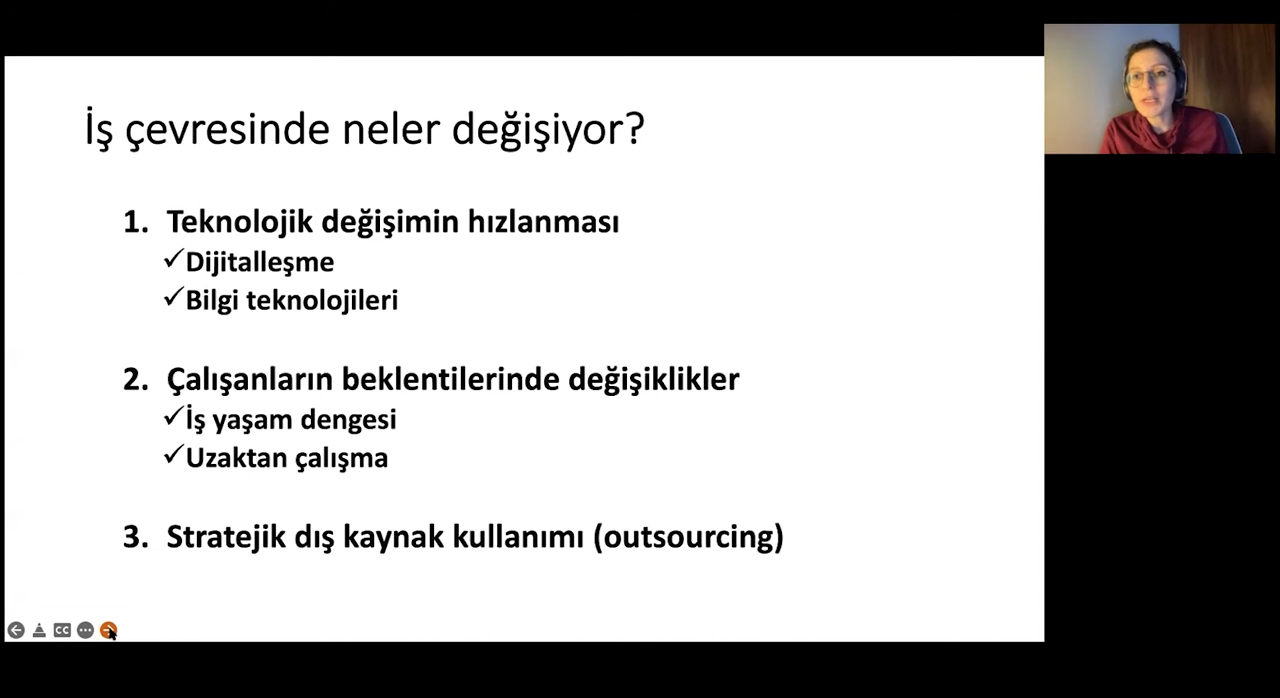 İş çevresinde neler değişiyor?
1. Teknolojik değişimin hızlanması
✓Dijitalleşme
✓Bilgi teknolojileri
2. Çalışanların beklentilerinde değişiklikler
✓İş yaşam dengesi
✓Uzaktan çalışma
3. Stratejik dış kaynak kullanımı (outsourcing)
CC